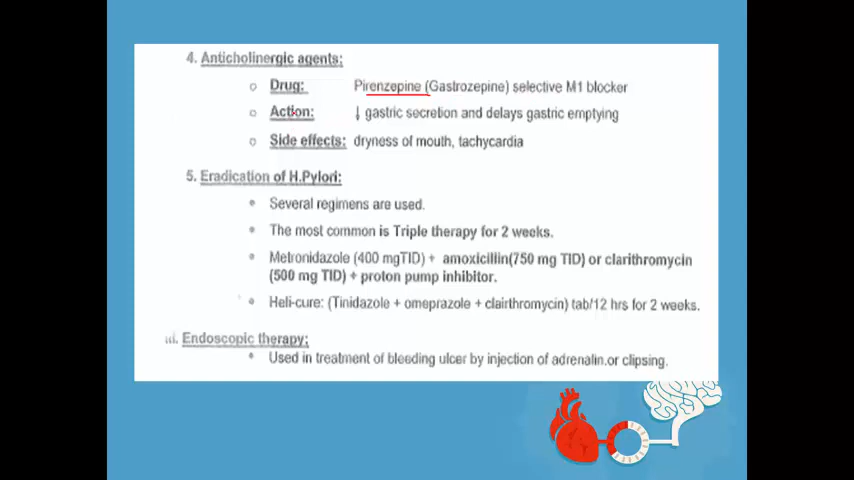 4. Anticholinergic agents:
○ Drug: Pirenzepine (Gastrozepine) selective M1 blocker
○ Action: ↓ gastric secretion and delays gastric emptying
○ Side effects: dryness of mouth, tachycardia
5. Eradication of H.Pylori:
• Several regimens are used.
• The most common is Triple therapy for 2 weeks.
• Metronidazole (400 mgTID) + amoxicillin(750 mg TID) or clarithromycin
(500 mg TID) + proton pump inhibitor.
• Heli-cure: (Tinidazole + omeprazole + clairthromycin) tab/12 hrs for 2 weeks.
iii. Endoscopic therapy:
• Used in treatment of bleeding ulcer by injection of adrenalin.or clipsing.